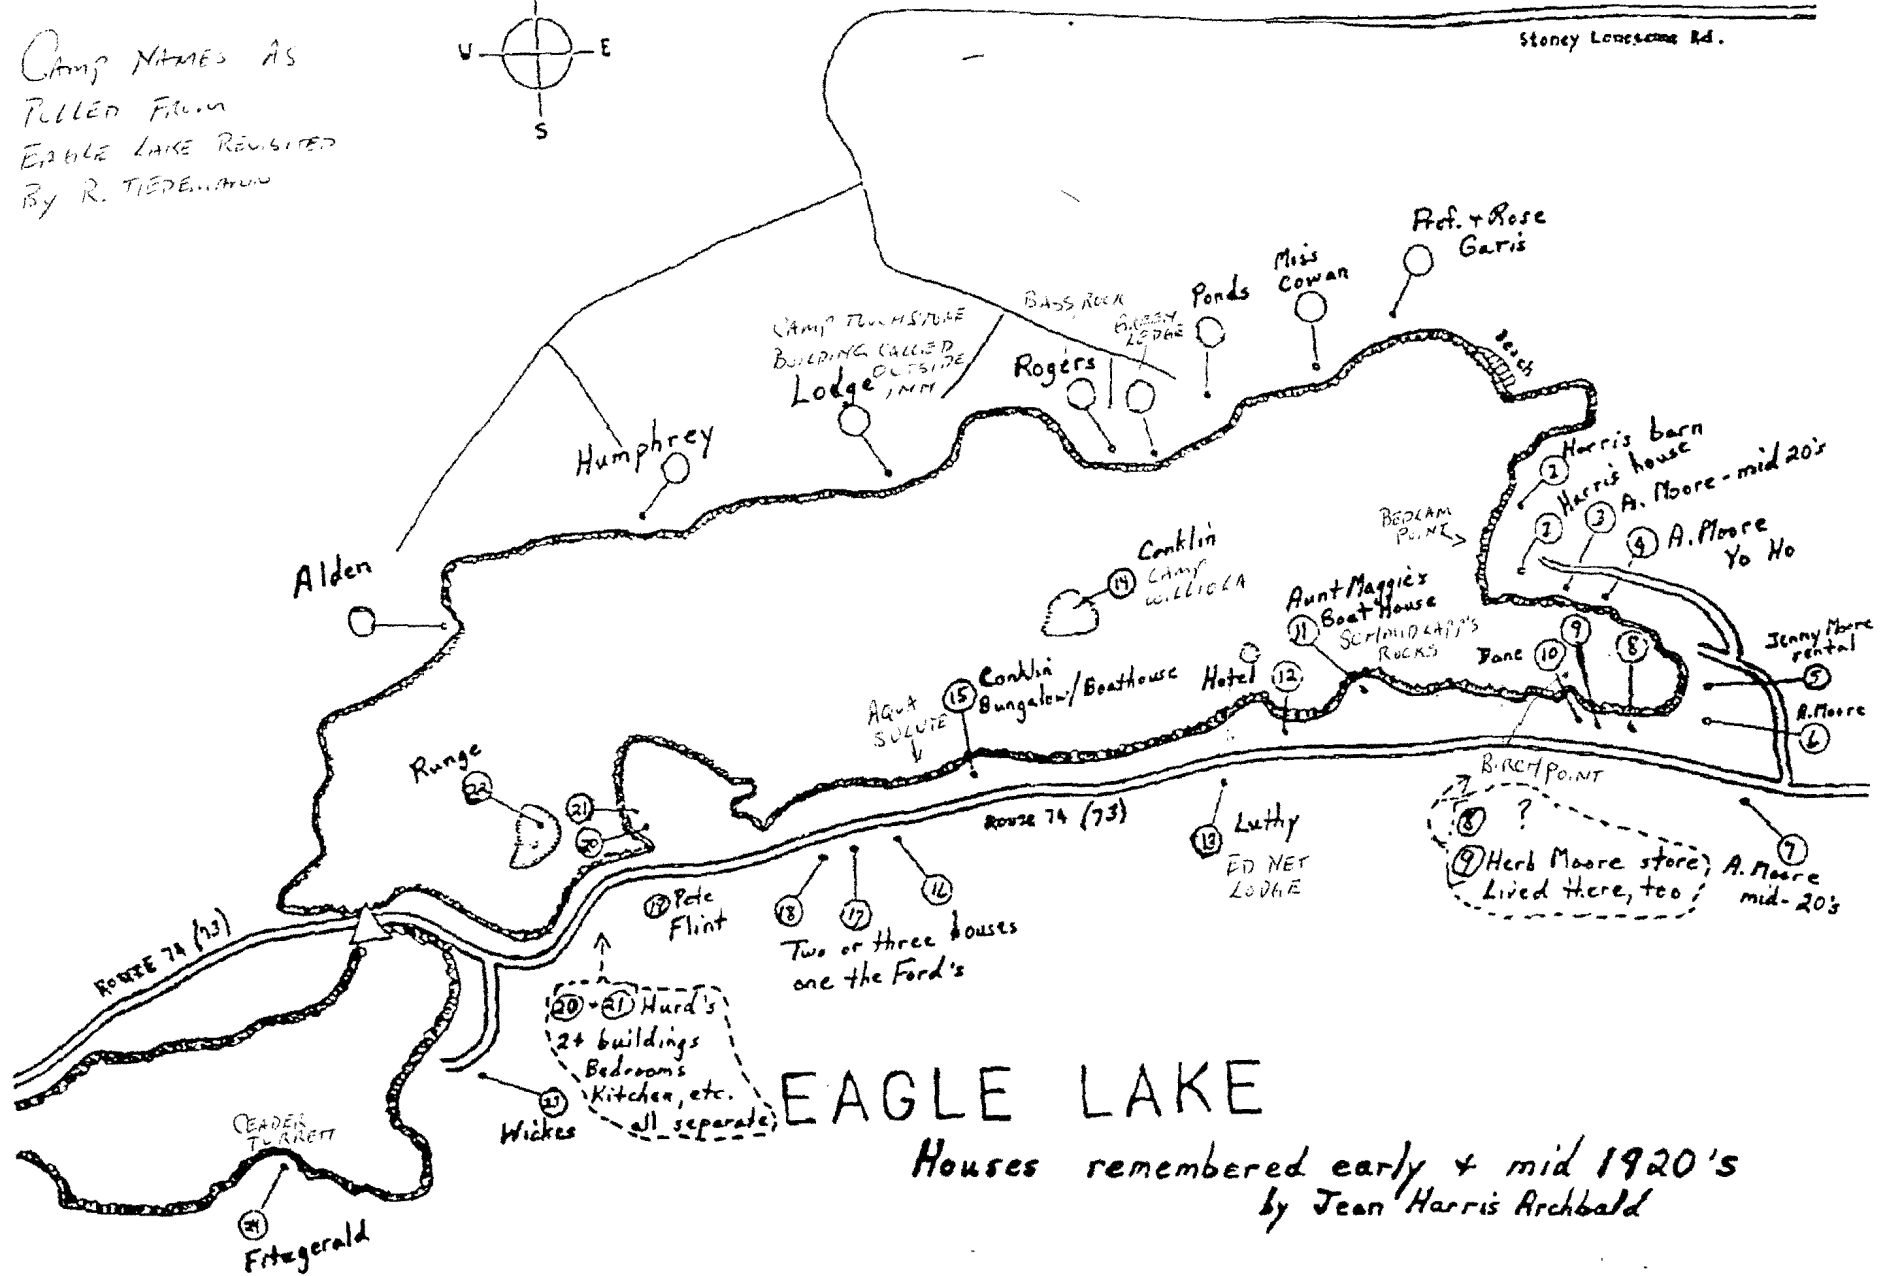 CAMP NAMES AS
PULLED FROM
EAGLE LAKE REVISITED
BY R. TIEDEMANN
W E
S
Stoney Lonesome Rd.
Prof. + Rose
Garis
Miss
Cowan
Ponds
BASS ROCK
GREEN
LEDGE
Rogers
CAMP TOUCHSTONE
BUILDING CALLED
OUTSIDE
INN
Lodge
Humphrey
Alden
Beach
Harris barn
1
Harris house
2
A. Moore - mid 20's
3
A. Moore
Yo Ho
4
BEDLAM
POINT
Conklin
14
CAMP
WILLIOLA
Aunt Maggie's
Boat House
11
SCHMIDLAPP'S
ROCKS
Dane 10
9
8
Jenny Moore
rental
5
A. Moore
6
Hotel
12
Conklin
15
Bungalow/Boathouse
AQUA
SOLUTE
Runge
22
21
20
BIRCH POINT
8 ?
9 Herb Moore store,
Lived there, too
7
A. Moore
mid-20's
ROUTE 74 (73)
13 Luthy
ED NET
LODGE
19 Pete
Flint
18
17
16
Two or three houses
one the Ford's
ROUTE 74 (73)
20 + 21 Hurd's
2+ buildings
Bedrooms
Kitchen, etc.
all separate
23
Wickes
CEADER
TURRETT
24
Fitzgerald
EAGLE LAKE
Houses remembered early + mid 1920's
by Jean Harris Archbald